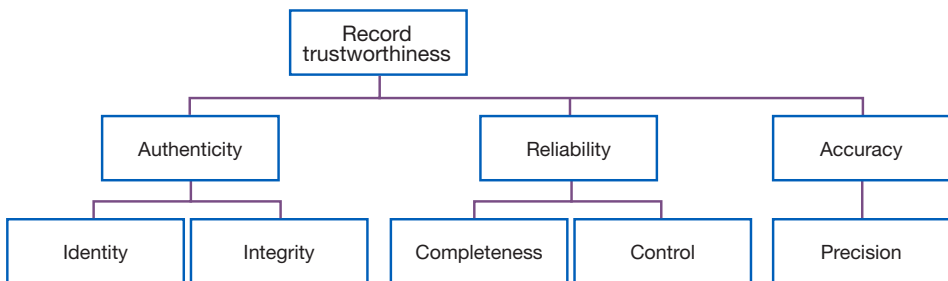 Record
trustworthiness
Authenticity
Reliability
Accuracy
Identity
Integrity
Completeness
Control
Precision